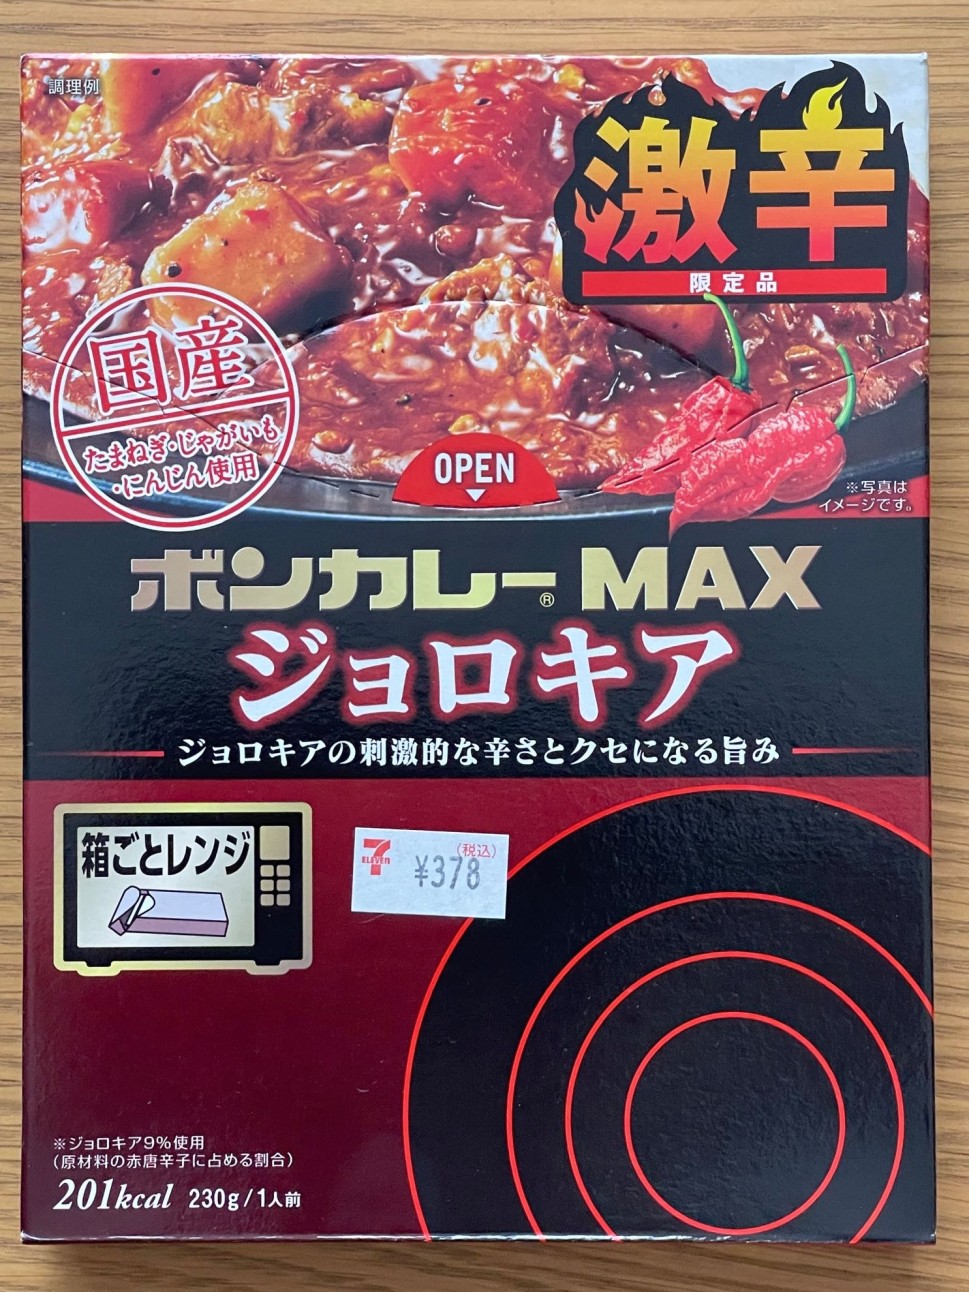 調理例
激辛
限定品
国産
たまねぎ・じゃがいも
・にんじん使用
OPEN
※写真は
イメージです。
ボンカレー® MAX
ジョロキア
ジョロキアの刺激的な辛さとクセになる旨み
箱ごとレンジ
7
ELEVEN
(税込)
¥378
※ジョロキア9%使用
(原材料の赤唐辛子に占める割合)
201kcal 230g/1人前